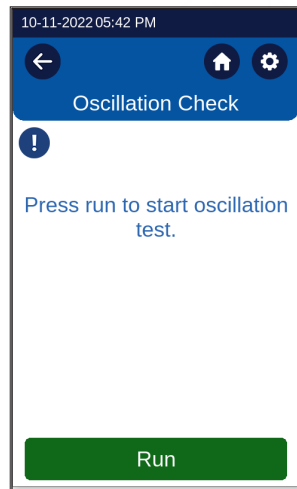 10-11-2022 05:42 PM
Oscillation Check
!
Press run to start oscillation
test.
Run